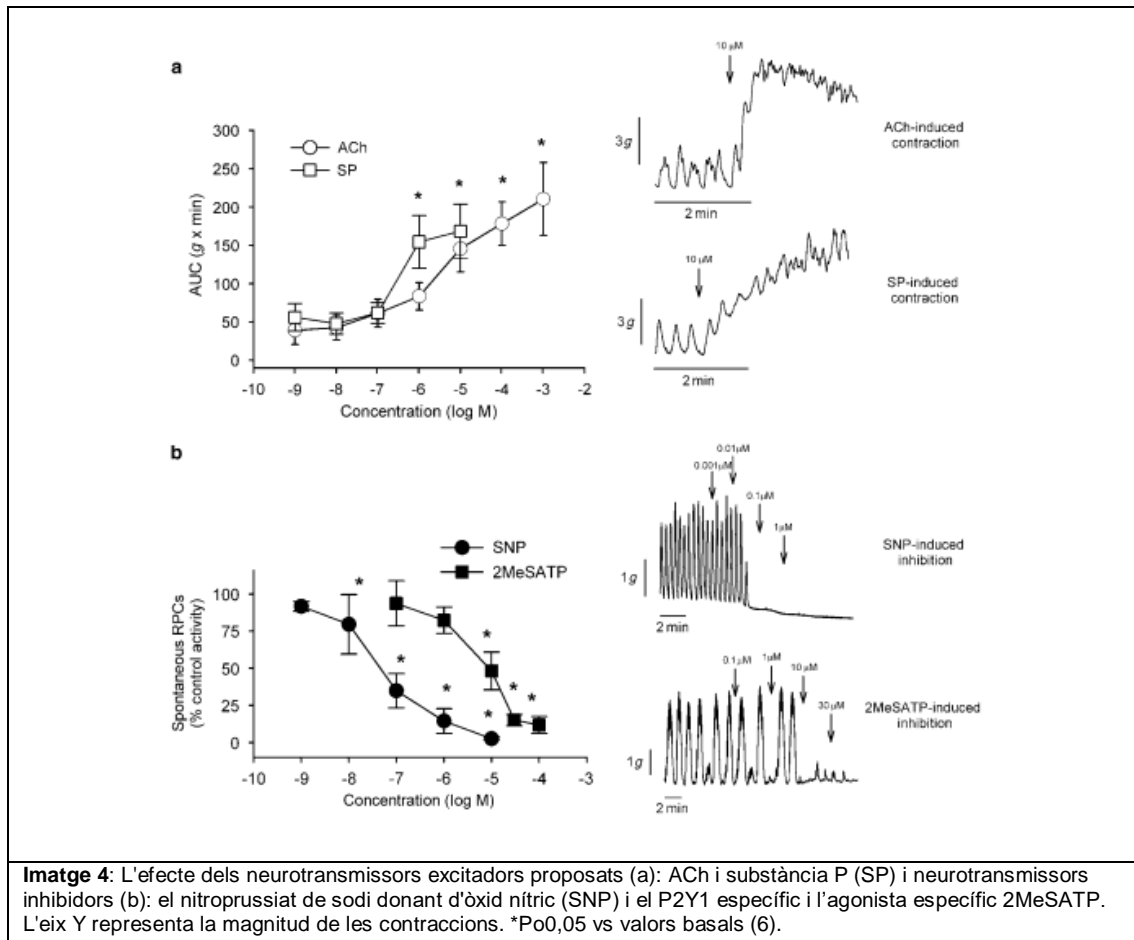 a
300
250
200
150
100
50
0
AUC (g x min)
ACh
SP
* * * *
-10 -9 -8 -7 -6 -5 -4 -3 -2
Concentration (log M)
10 µM
3g
2 min
ACh-induced
contraction
10 µM
3g
2 min
SP-induced
contraction
b
SNP
2MeSATP
100
75
50
25
0
Spontaneous RPCs
(% control activity)
* * * * * * *
-10 -9 -8 -7 -6 -5 -4 -3
Concentration (log M)
0.01µM
0.001µM
0.1µM
1µM
1g
2 min
SNP-induced
inhibition
0.1µM 1µM 10 µM
30 µM
1g
2 min
2MeSATP-induced
inhibition
Imatge 4: L'efecte dels neurotransmissors excitadors proposats (a): ACh i substància P (SP) i neurotransmissors
inhibidors (b): el nitroprussiat de sodi donant d'òxid nítric (SNP) i el P2Y1 específic i l'agonista específic 2MeSATP.
L'eix Y representa la magnitud de les contraccions. *Po0,05 vs valors basals (6).